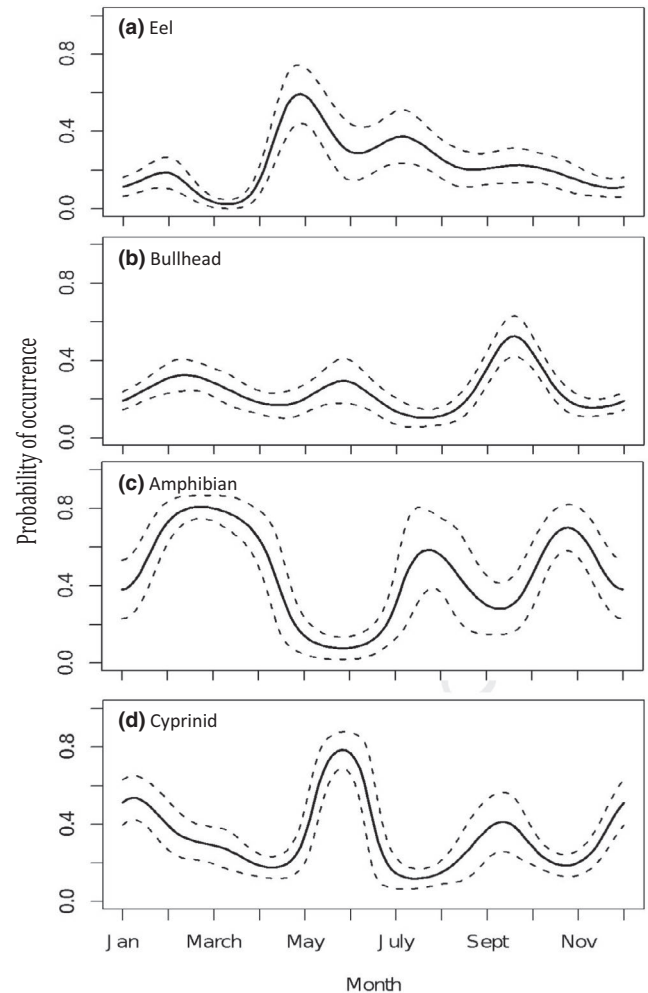 (a) Eel
0.8
0.4
0.0
(b) Bullhead
0.8
0.4
0.0
Probability of occurrence
(c) Amphibian
0.8
0.4
0.0
(d) Cyprinid
0.8
0.4
0.0
Jan March May July Sept Nov
Month